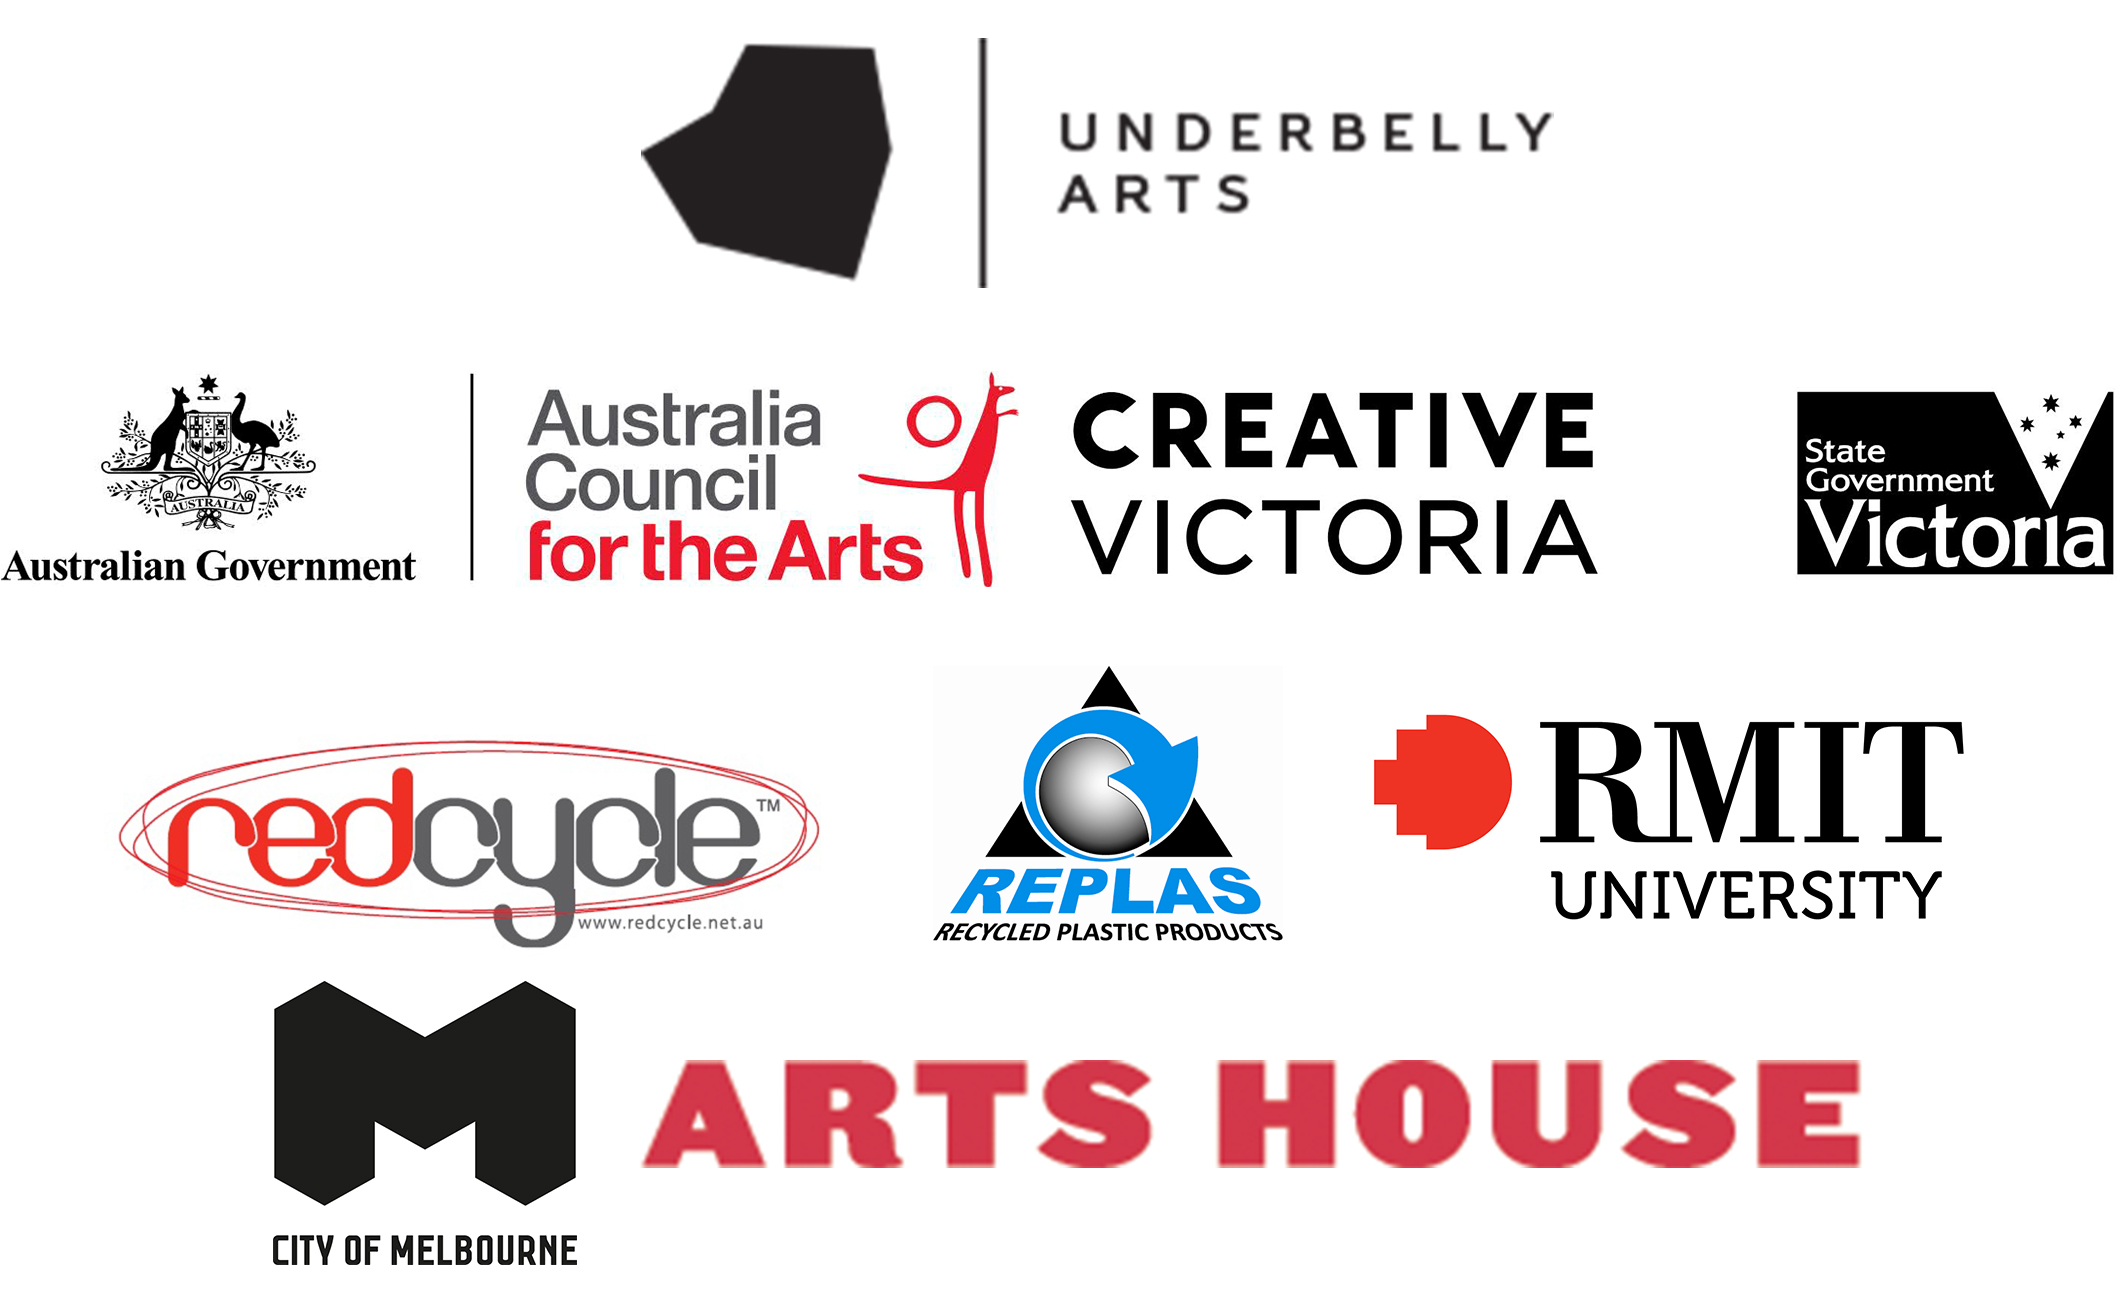 UNDERBELLY
ARTS
AUSTRALIA
Australian Government
Australia
Council
for the Arts
CREATIVE
VICTORIA
State
Government
Victoria
redcycle™
www.redcycle.net.au
REPLAS
RECYCLED PLASTIC PRODUCTS
RMIT
UNIVERSITY
CITY OF MELBOURNE
ARTS HOUSE